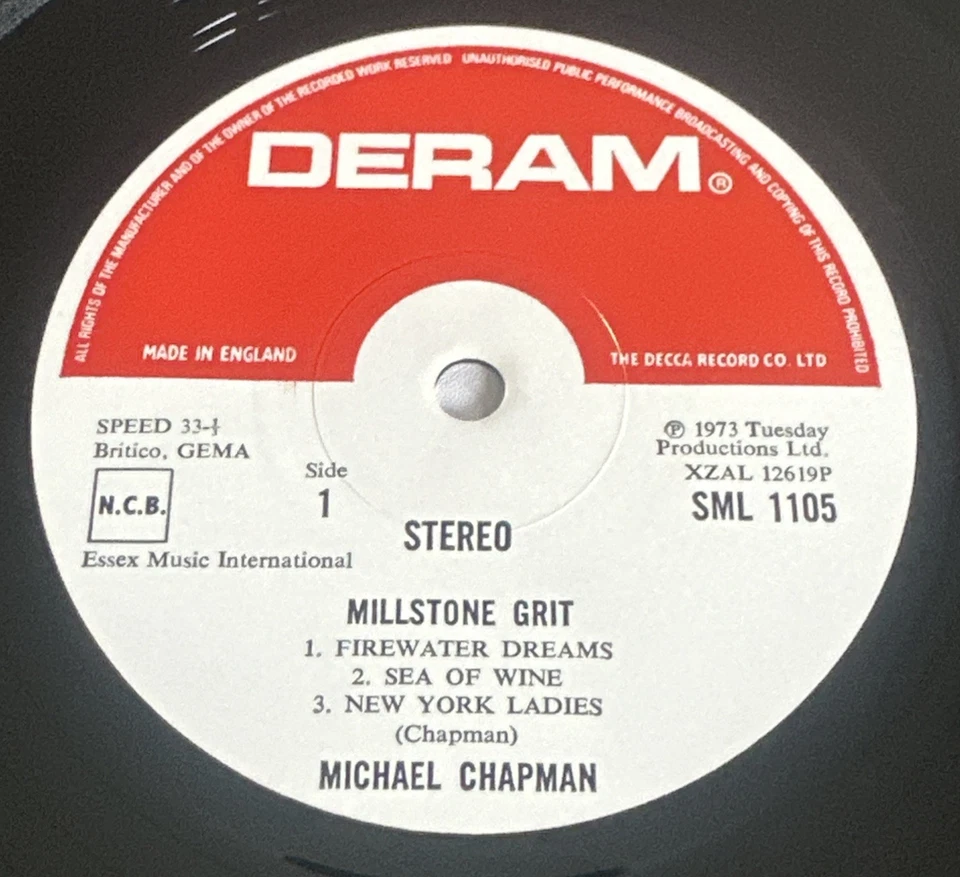 ALL RIGHTS OF THE MANUFACTURER AND OF THE OWNER OF THE RECORDED WORK RESERVED UNAUTHORISED PUBLIC PERFORMANCE BROADCASTING AND COPYING OF THIS RECORD PROHIBITED
DERAM®
MADE IN ENGLAND
THE DECCA RECORD CO. LTD
SPEED 33-⅓
Britico, GEMA
N.C.B.
Essex Music International
Side
1
STEREO
℗ 1973 Tuesday
Productions Ltd.
XZAL 12619P
SML 1105
MILLSTONE GRIT
1. FIREWATER DREAMS
2. SEA OF WINE
3. NEW YORK LADIES
(Chapman)
MICHAEL CHAPMAN